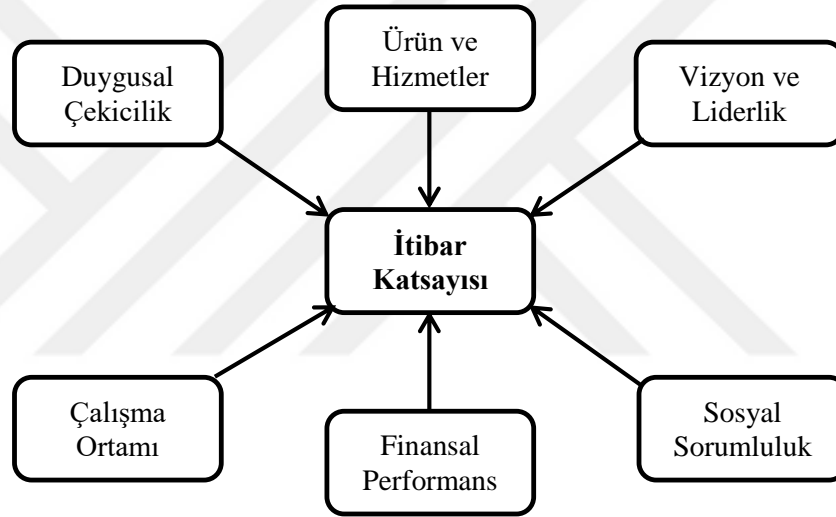 Duygusal
Çekicilik
Ürün ve
Hizmetler
Vizyon ve
Liderlik
İtibar
Katsayısı
Çalışma
Ortamı
Finansal
Performans
Sosyal
Sorumluluk